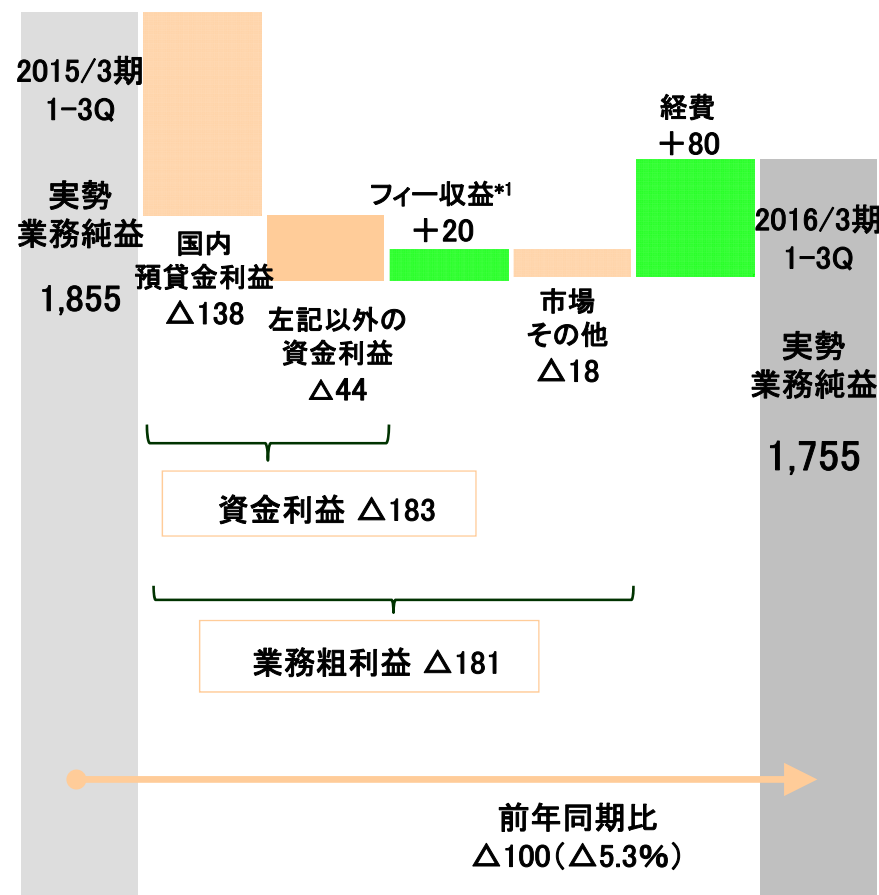 2015/3期
1-3Q
実勢
業務純益
1,855
国内
預貸金利益
△138
左記以外の
資金利益
△44
フィー収益*1
＋20
市場
その他
△18
経費
＋80
2016/3期
1-3Q
実勢
業務純益
1,755
資金利益 △183
業務粗利益 △181
前年同期比
△100（△5.3%）